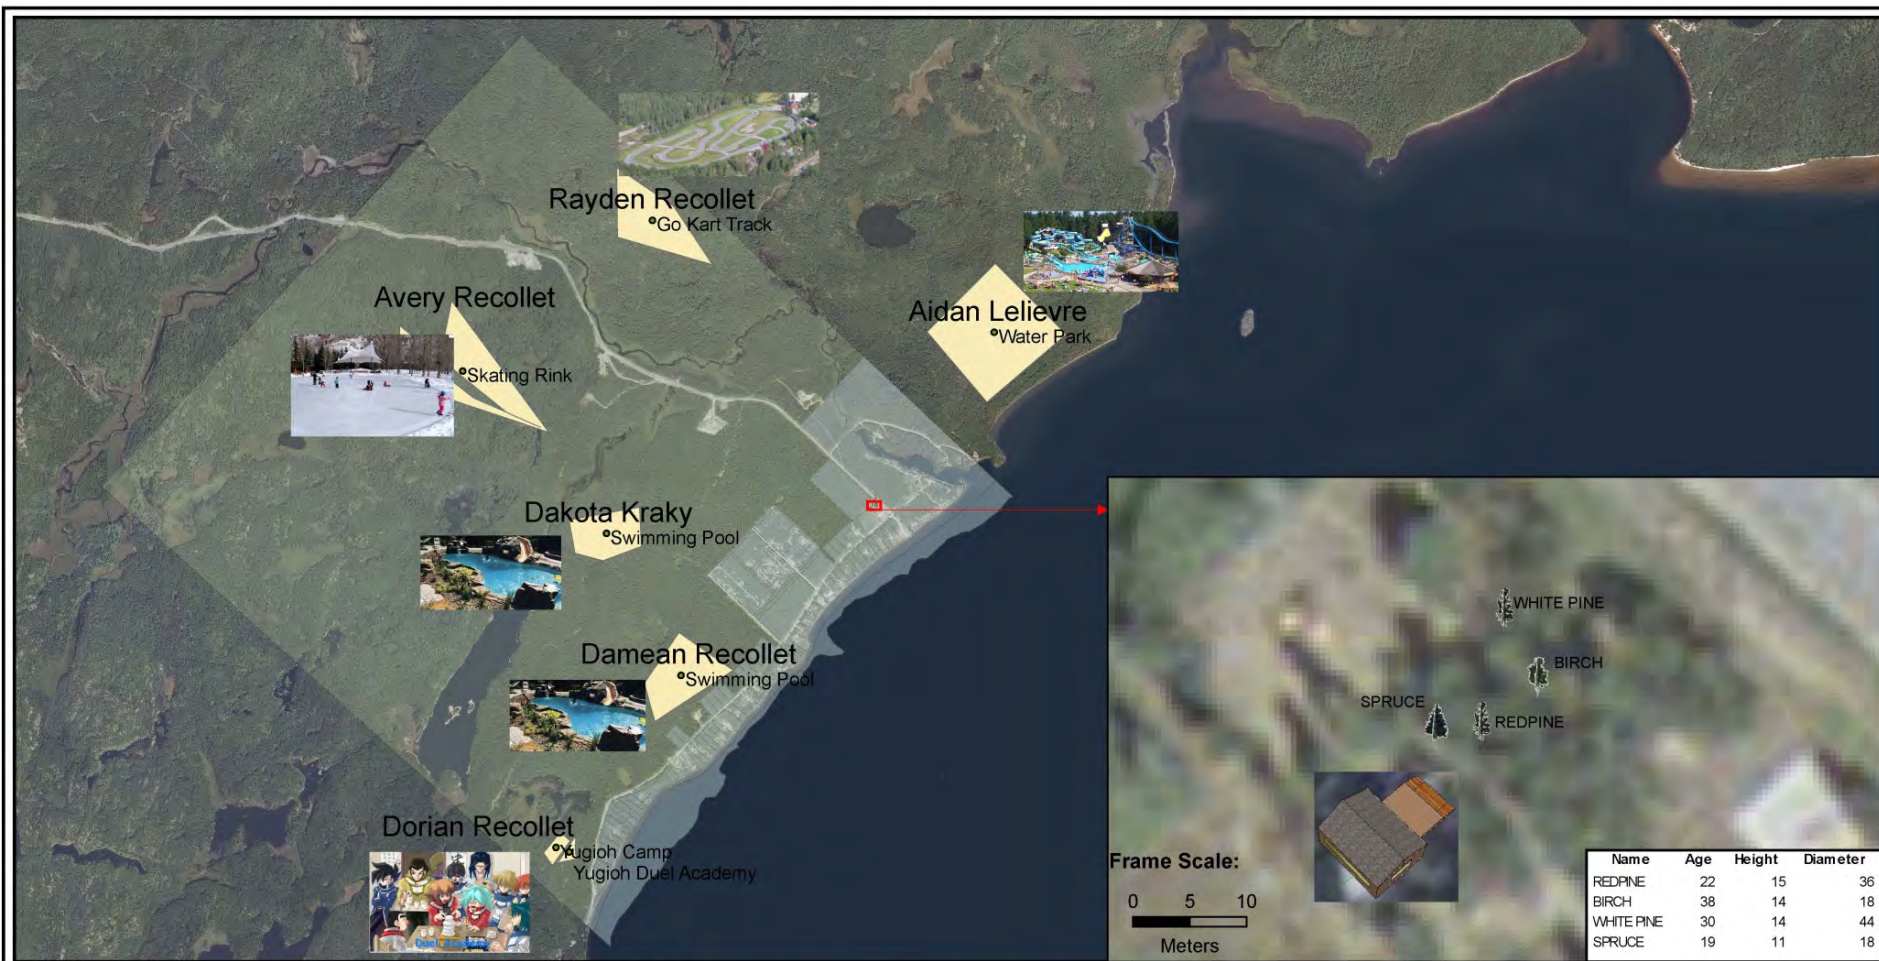 Rayden Recollet
Go Kart Track
Avery Recollet
Skating Rink
Aidan Lelievre
Water Park
Dakota Kraky
Swimming Pool
Damean Recollet
Swimming Pool
Dorian Recollet
Yugioh Camp
Yugioh Duel Academy
Duel Academy
WHITE PINE
BIRCH
SPRUCE
REDPINE
Frame Scale:
0 5 10
Meters
Name Age Height Diameter
REDPINE 22 15 36
BIRCH 38 14 18
WHITE PINE 30 14 44
SPRUCE 19 11 18